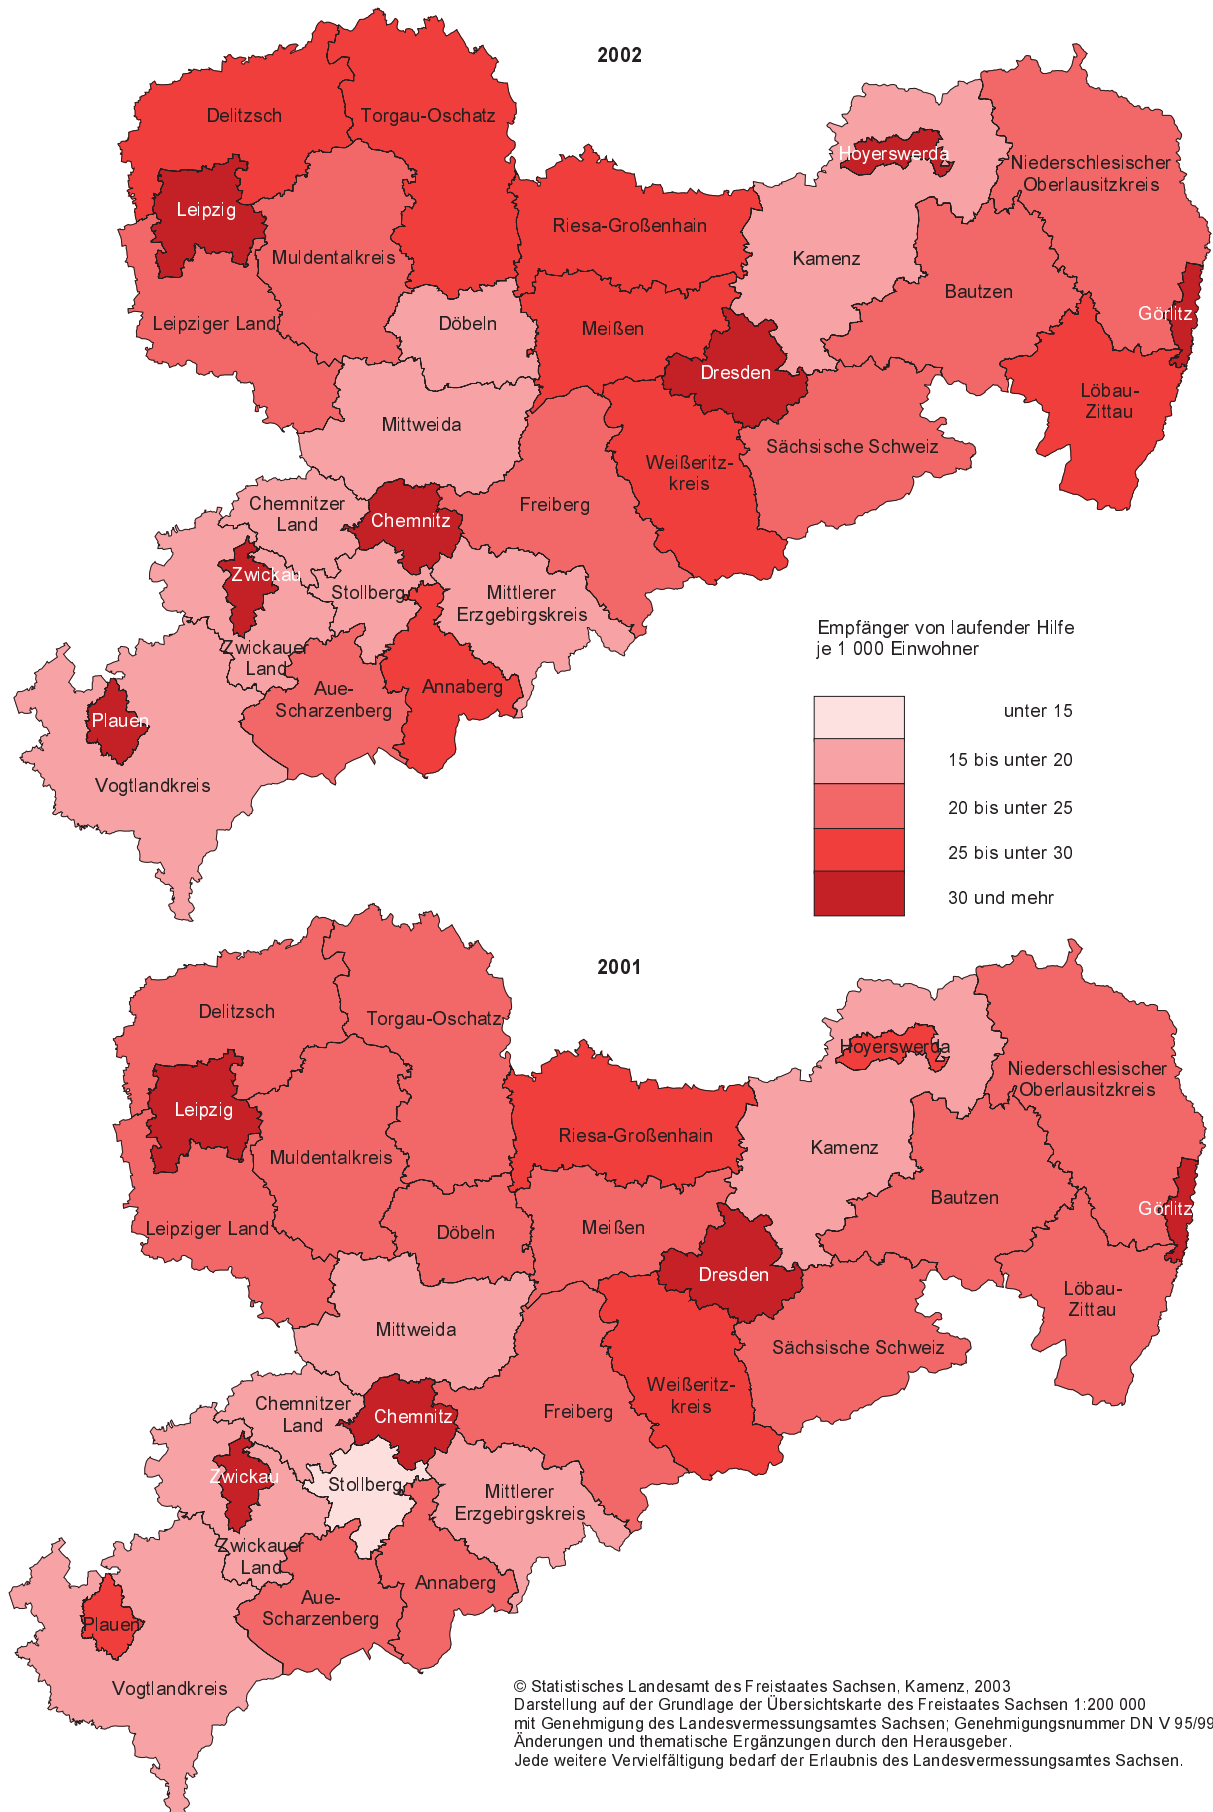 2002
Delitzsch
Torgau-Oschatz
Hoyerswerda
Niederschlesischer
Oberlausitzkreis
Leipzig
Riesa-Großenhain
Muldentalkreis
Kamenz
Bautzen
Leipziger Land
Döbeln
Meißen
Görlitz
Dresden
Löbau-
Zittau
Mittweida
Sächsische Schweiz
Weißeritz-
kreis
Chemnitzer
Land
Chemnitz
Freiberg
Zwickau
Stollberg
Mittlerer
Erzgebirgskreis
Zwickauer
Land
Aue-
Scharzenberg
Annaberg
Plauen
Vogtlandkreis
Empfänger von laufender Hilfe
je 1 000 Einwohner
unter 15
15 bis unter 20
20 bis unter 25
25 bis unter 30
30 und mehr
2001
Delitzsch
Torgau-Oschatz
Hoyerswerda
Niederschlesischer
Oberlausitzkreis
Leipzig
Riesa-Großenhain
Kamenz
Muldentalkreis
Bautzen
Leipziger Land
Döbeln
Meißen
Görlitz
Dresden
Löbau-
Zittau
Mittweida
Sächsische Schweiz
Weißeritz-
kreis
Chemnitzer
Land
Chemnitz
Freiberg
Zwickau
Stollberg
Mittlerer
Erzgebirgskreis
Zwickauer
Land
Annaberg
Aue-
Scharzenberg
Plauen
Vogtlandkreis
© Statistisches Landesamt des Freistaates Sachsen, Kamenz, 2003
Darstellung auf der Grundlage der Übersichtskarte des Freistaates Sachsen 1:200 000
mit Genehmigung des Landesvermessungsamtes Sachsen; Genehmigungsnummer DN V 95/99
Änderungen und thematische Ergänzungen durch den Herausgeber.
Jede weitere Vervielfältigung bedarf der Erlaubnis des Landesvermessungsamtes Sachsen.